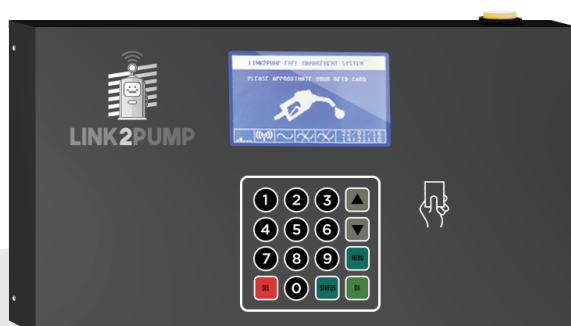 LINK2PUMP FUEL MANAGEMENT SYSTEM
PLEASE APPROXIMATE YOUR RFID CARD
LINK2PUMP
1 2 3
4 5 6
7 8 9 MENU
DEL 0 STATUS OK